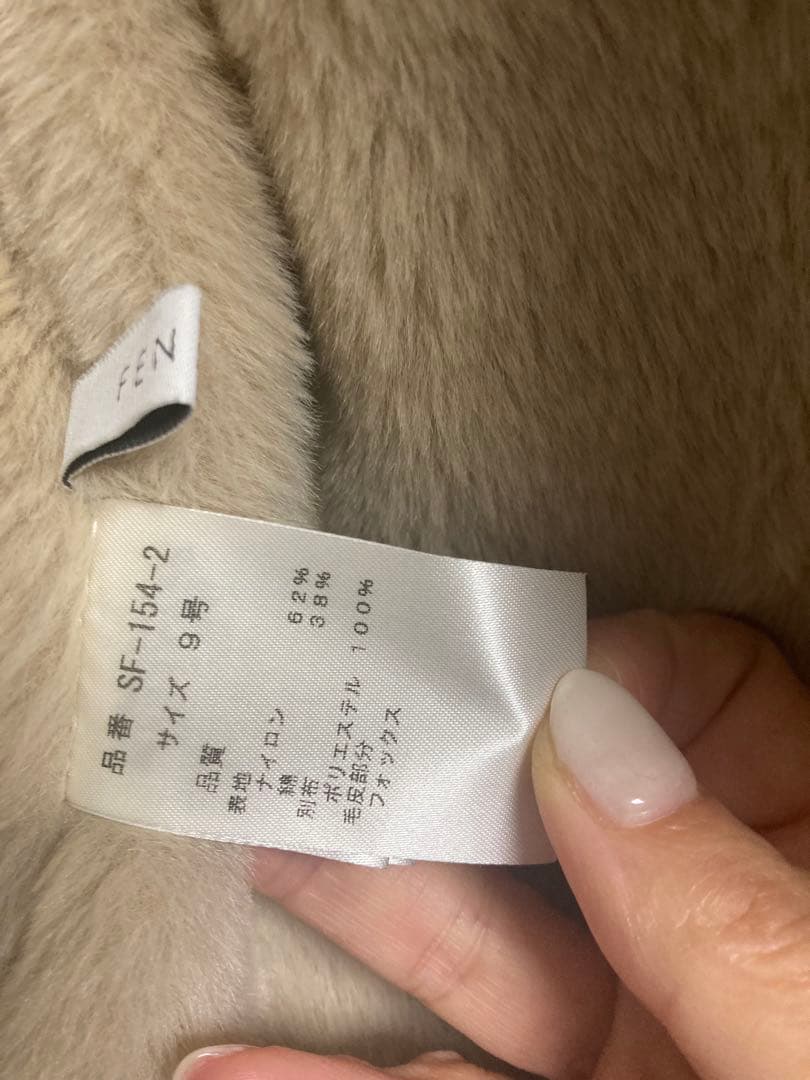 品番 SF-154-2
サイズ 9号
品質
表地
ナイロン 62%
綿 38%
別布
ポリエステル 100%
毛皮部分
フォックス